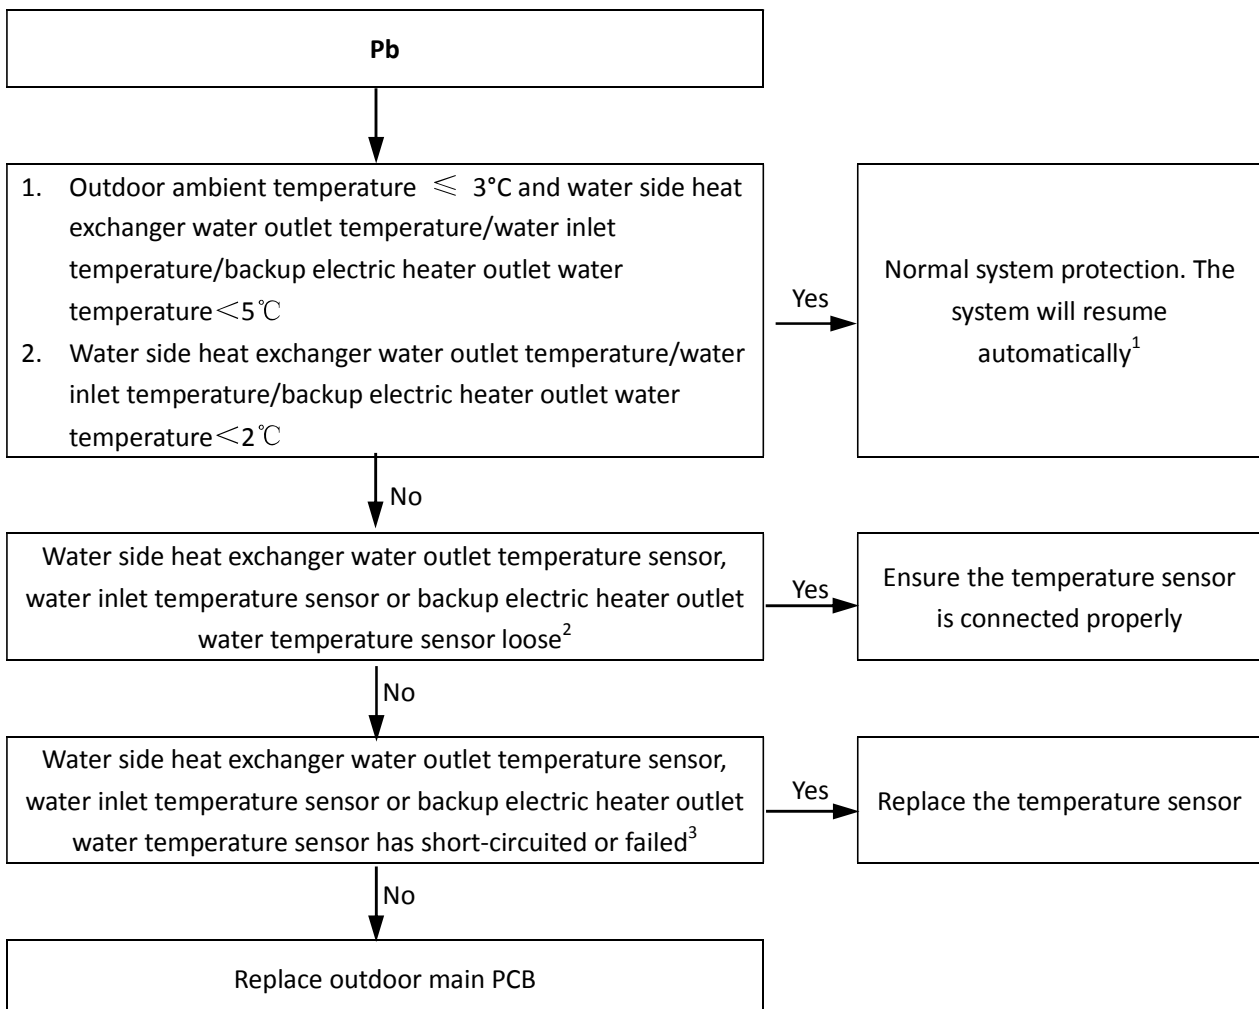 Pb
1. Outdoor ambient temperature ≤ 3°C and water side heat
exchanger water outlet temperature/water inlet
temperature/backup electric heater outlet water
temperature＜5℃
2. Water side heat exchanger water outlet temperature/water
inlet temperature/backup electric heater outlet water
temperature＜2℃
Yes
Normal system protection. The
system will resume
automatically¹
No
Water side heat exchanger water outlet temperature sensor,
water inlet temperature sensor or backup electric heater outlet
water temperature sensor loose²
Yes
Ensure the temperature sensor
is connected properly
No
Water side heat exchanger water outlet temperature sensor,
water inlet temperature sensor or backup electric heater outlet
water temperature sensor has short-circuited or failed³
Yes
Replace the temperature sensor
No
Replace outdoor main PCB